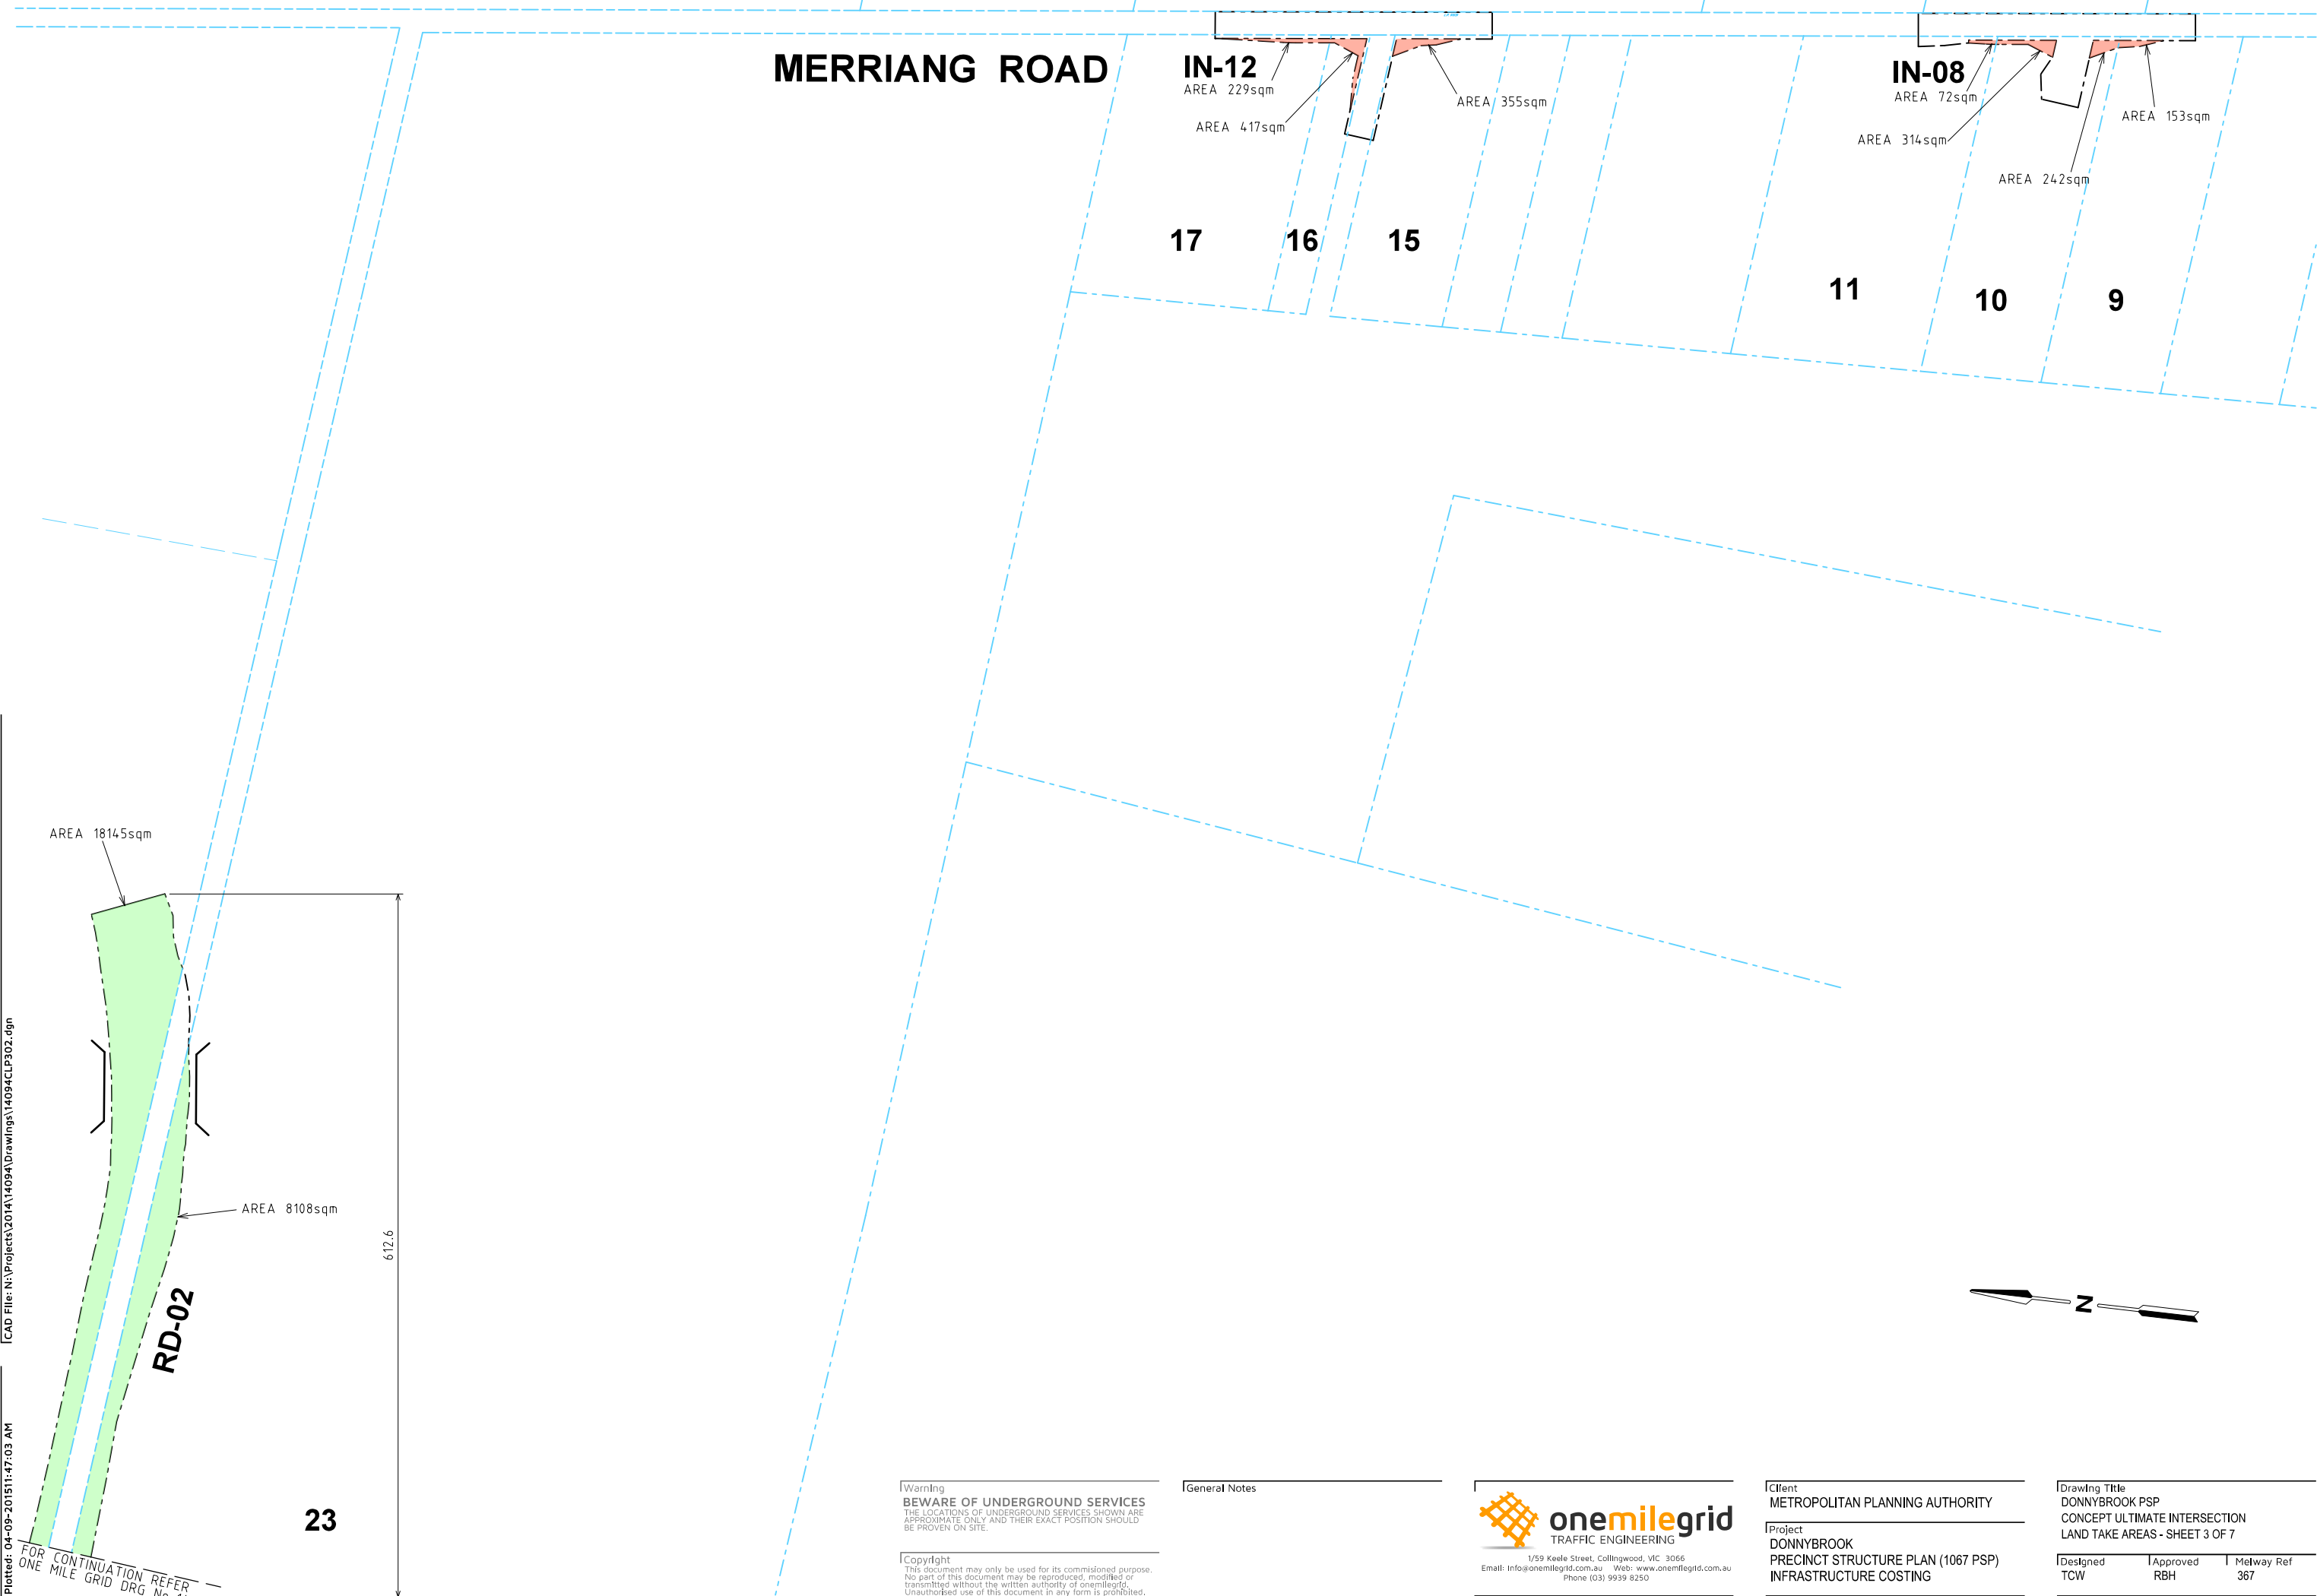 MERRIANG ROAD
IN-12
AREA 229sqm
AREA 417sqm
AREA 355sqm
IN-08
AREA 72sqm
AREA 314sqm
AREA 153sqm
AREA 242sqm
17
16
15
11
10
9
AREA 18145sqm
AREA 8108sqm
612.6
RD-02
23
N
FOR CONTINUATION REFER
ONE MILE GRID DRG
CAD File: N:\Projects\2014\14094\Drawings\14094CLP302.dgn
Plotted: 04-09-201511:47:03 AM
Warning
BEWARE OF UNDERGROUND SERVICES
THE LOCATIONS OF UNDERGROUND SERVICES SHOWN ARE
APPROXIMATE ONLY AND THEIR EXACT POSITION SHOULD
BE PROVEN ON SITE.
Copyright
This document may only be used for its commisioned purpose.
No part of this document may be reproduced, modified or
transmitted without the written authority of onemilegrid.
Unauthorised use of this document in any form is prohibited.
General Notes
onemilegrid
TRAFFIC ENGINEERING
1/59 Keele Street, Collingwood, VIC 3066
Email: info@onemilegrid.com.au Web: www.onemilegrid.com.au
Phone (03) 9939 8250
Client
METROPOLITAN PLANNING AUTHORITY
Project
DONNYBROOK
PRECINCT STRUCTURE PLAN (1067 PSP)
INFRASTRUCTURE COSTING
Drawing Title
DONNYBROOK PSP
CONCEPT ULTIMATE INTERSECTION
LAND TAKE AREAS - SHEET 3 OF 7
Designed Approved Melway Ref
TCW RBH 367